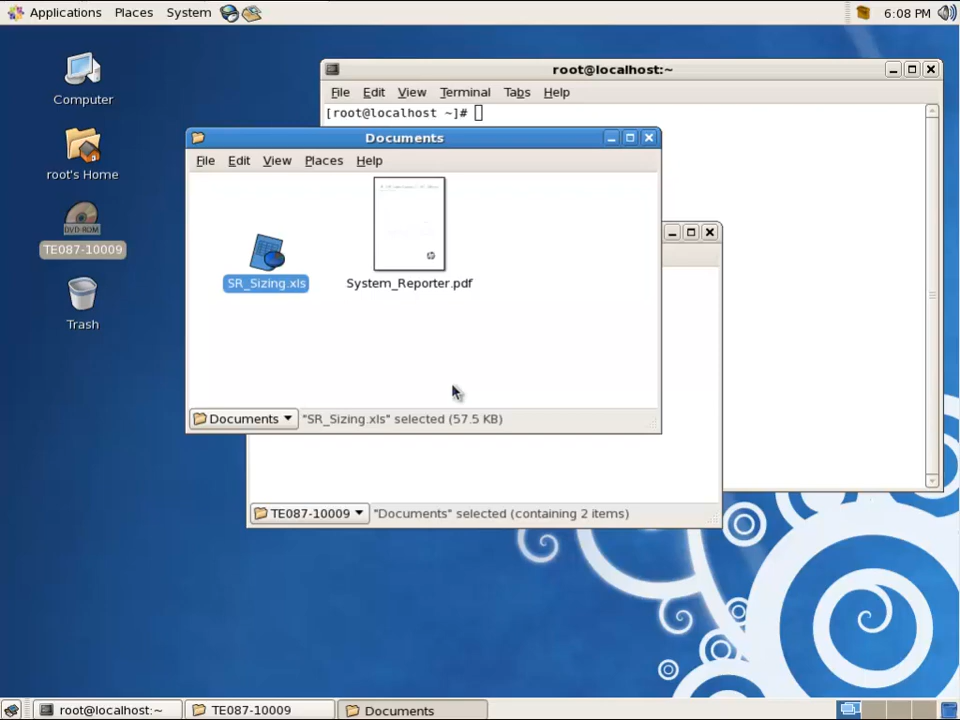 Applications Places System 6:08 PM
Computer
root's Home
DVD-ROM
TE087-10009
Trash
root@localhost:~
File Edit View Terminal Tabs Help
[root@localhost ~]#
Documents
File Edit View Places Help
SR_Sizing.xls
System_Reporter.pdf
Documents "SR_Sizing.xls" selected (57.5 KB)
TE087-10009 "Documents" selected (containing 2 items)
root@localhost:~ TE087-10009 Documents